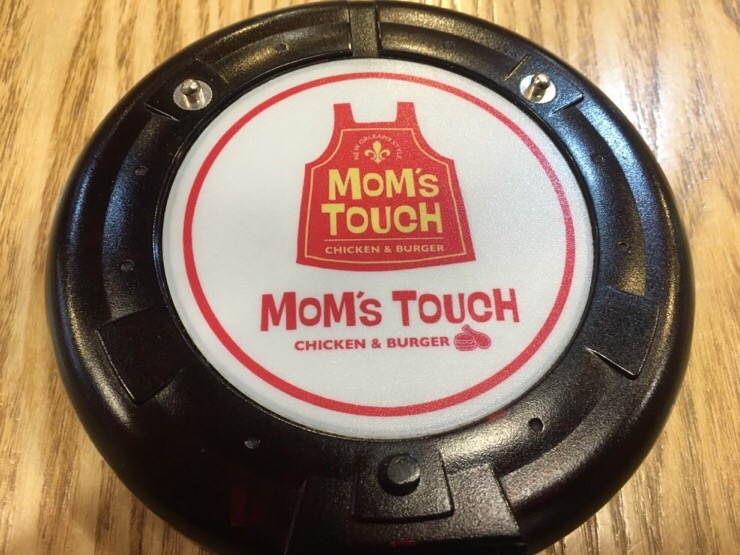 NEW ORLEANS STYLE
MOM'S
TOUCH
CHICKEN & BURGER
MOM'S TOUCH
CHICKEN & BURGER